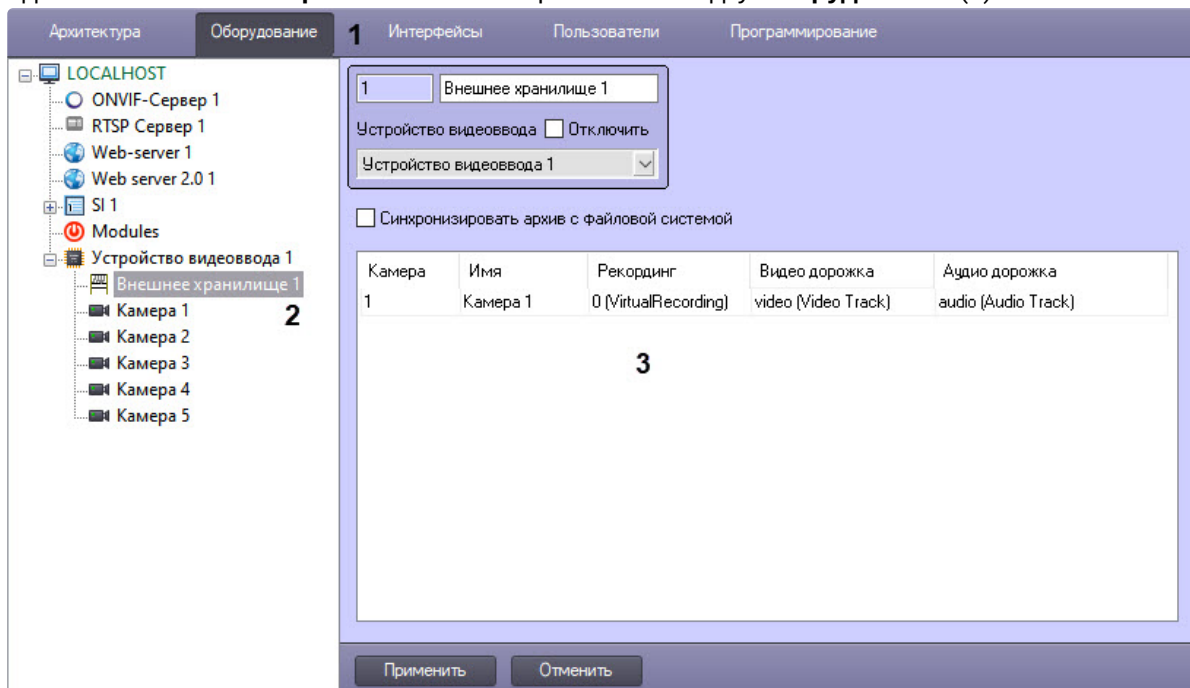 Архитектура Оборудование 1 Интерфейсы Пользователи Программирование
LOCALHOST
ONVIF-Сервер 1
RTSP Сервер 1
Web-server 1
Web server 2.0 1
SI 1
Modules
Устройство видеоввода 1
Внешнее хранилище 1
2
Камера 1
Камера 2
Камера 3
Камера 4
Камера 5
1 Внешнее хранилище 1
Устройство видеоввода Отключить
Устройство видеоввода 1
Синхронизировать архив с файловой системой
Камера Имя Рекординг Видео дорожка Аудио дорожка
1 Камера 1 0 (VirtualRecording) video (Video Track) audio (Audio Track)
3
Применить Отменить